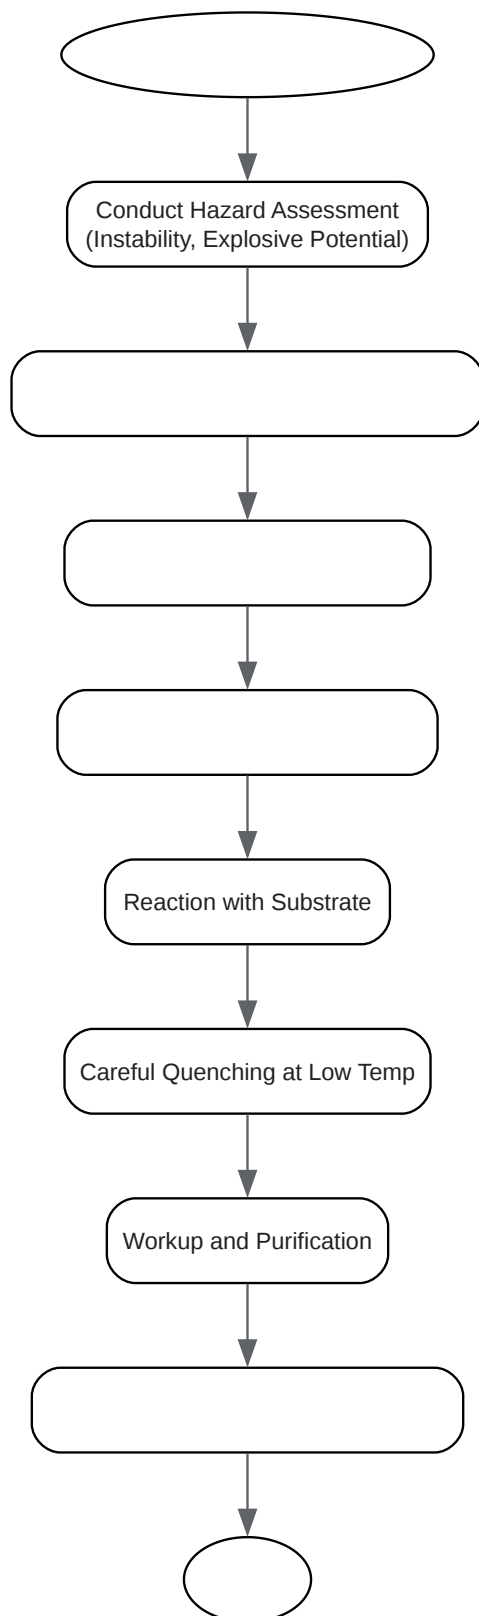 Conduct Hazard Assessment
(Instability, Explosive Potential)
Reaction with Substrate
Careful Quenching at Low Temp
Workup and Purification